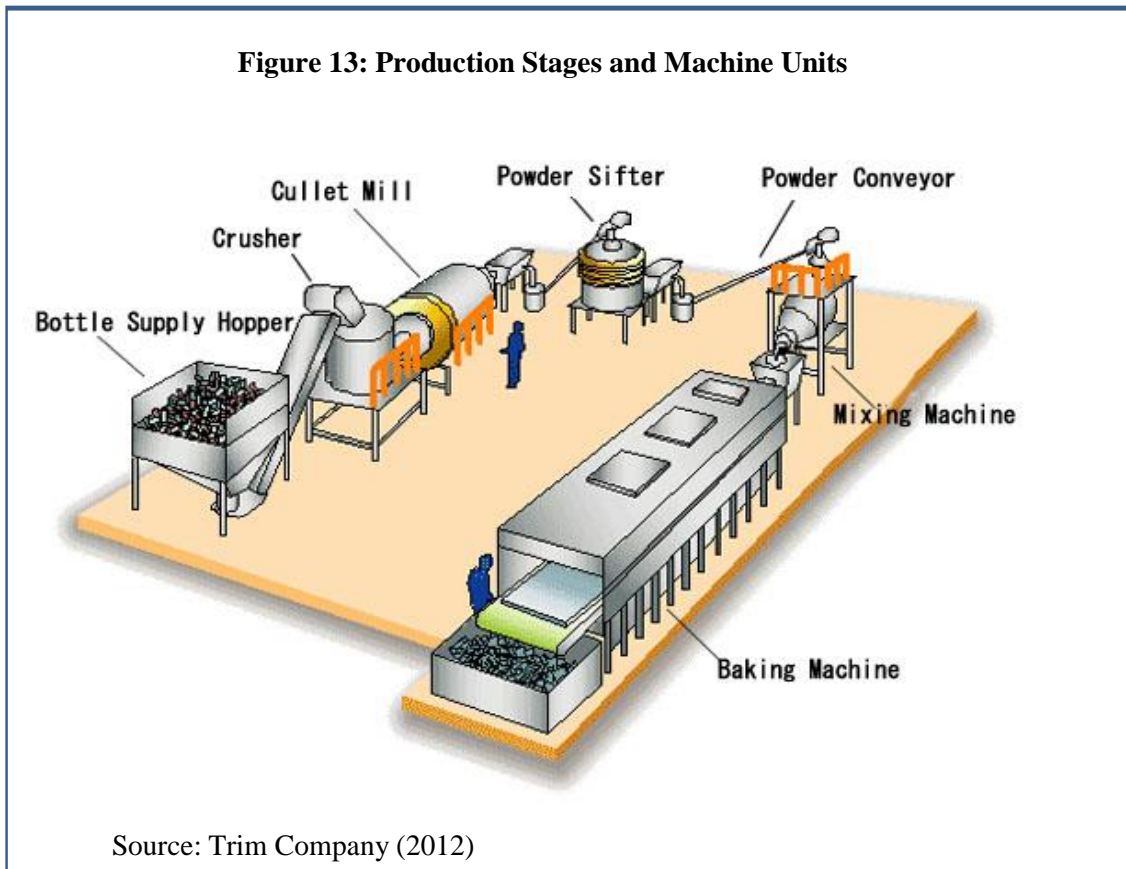 Figure 13: Production Stages and Machine Units
Powder Sifter
Powder Conveyor
Cullet Mill
Crusher
Bottle Supply Hopper
Mixing Machine
Baking Machine
Source: Trim Company (2012)